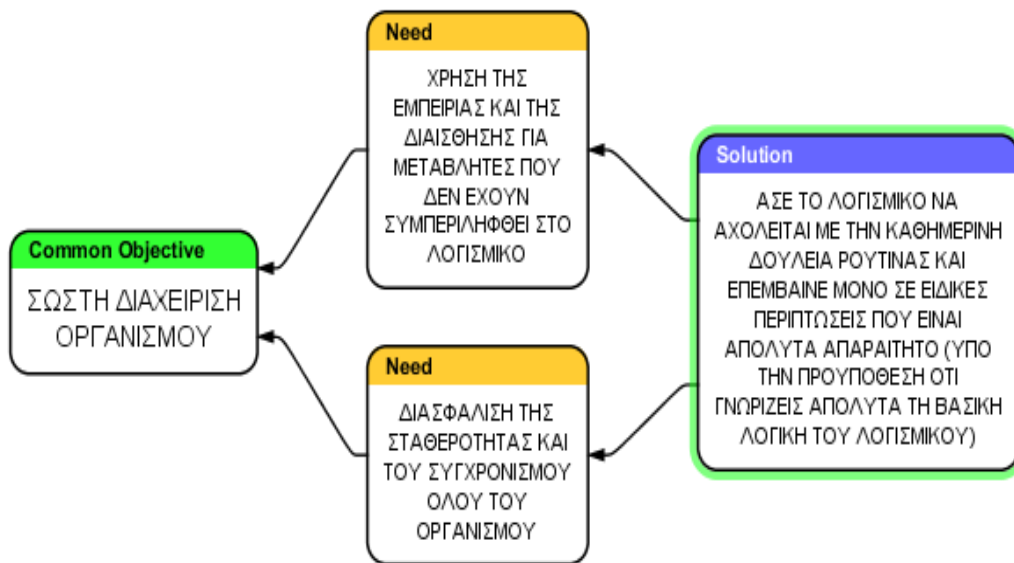 Need
ΧΡΗΣΗ ΤΗΣ
ΕΜΠΕΙΡΙΑΣ ΚΑΙ ΤΗΣ
ΔΙΑΙΣΘΗΣΗΣ ΓΙΑ
ΜΕΤΑΒΛΗΤΕΣ ΠΟΥ
ΔΕΝ ΕΧΟΥΝ
ΣΥΜΠΕΡΙΛΗΦΘΕΙ ΣΤΟ
ΛΟΓΙΣΜΙΚΟ
Common Objective
ΣΩΣΤΗ ΔΙΑΧΕΙΡΙΣΗ
ΟΡΓΑΝΙΣΜΟΥ
Need
ΔΙΑΣΦΑΛΙΣΗ ΤΗΣ
ΣΤΑΘΕΡΟΤΗΤΑΣ ΚΑΙ
ΤΟΥ ΣΥΓΧΡΟΝΙΣΜΟΥ
ΟΛΟΥ ΤΟΥ
ΟΡΓΑΝΙΣΜΟΥ
Solution
ΑΣΕ ΤΟ ΛΟΓΙΣΜΙΚΟ ΝΑ
ΑΧΟΛΕΙΤΑΙ ΜΕ ΤΗΝ ΚΑΘΗΜΕΡΙΝΗ
ΔΟΥΛΕΙΑ ΡΟΥΤΙΝΑΣ ΚΑΙ
ΕΠΕΜΒΑΙΝΕ ΜΟΝΟ ΣΕ ΕΙΔΙΚΕΣ
ΠΕΡΙΠΤΩΣΕΙΣ ΠΟΥ ΕΙΝΑΙ
ΑΠΟΛΥΤΑ ΑΠΑΡΑΙΤΗΤΟ (ΥΠΟ
ΤΗΝ ΠΡΟΥΠΟΘΕΣΗ ΟΤΙ
ΓΝΩΡΙΖΕΙΣ ΑΠΟΛΥΤΑ ΤΗ ΒΑΣΙΚΗ
ΛΟΓΙΚΗ ΤΟΥ ΛΟΓΙΣΜΙΚΟΥ)